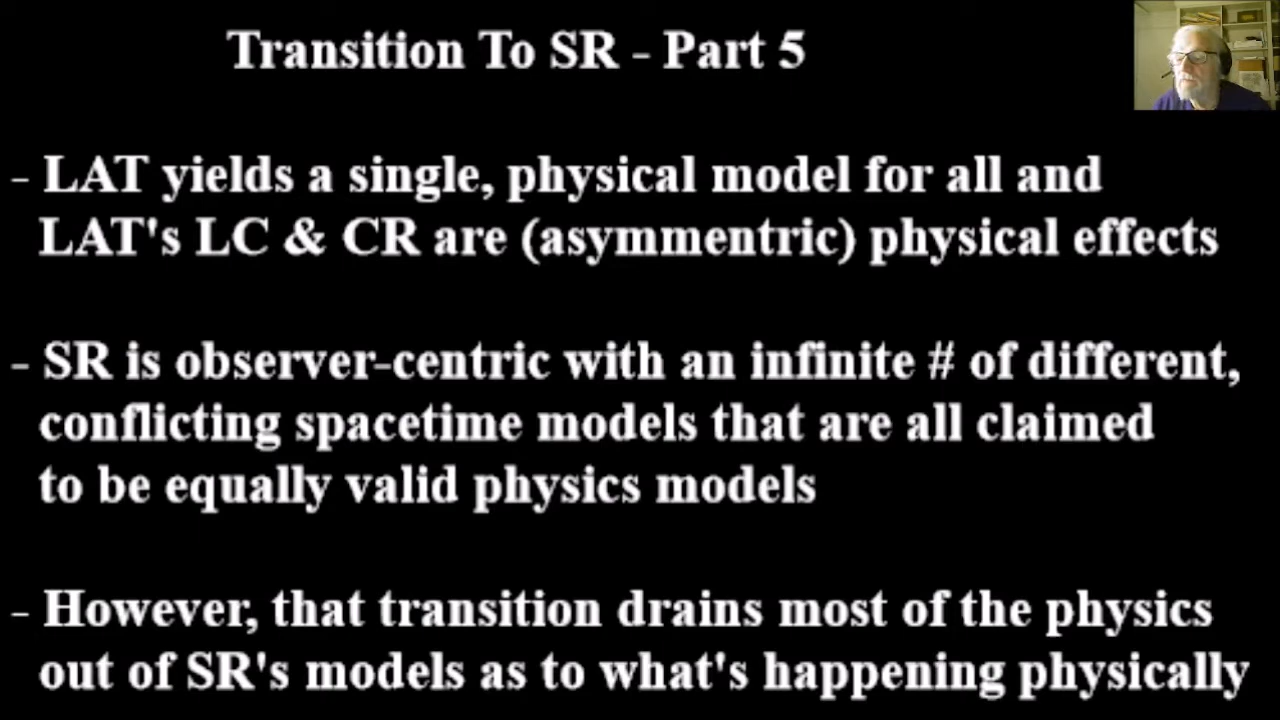 Transition To SR - Part 5
- LAT yields a single, physical model for all and
LAT's LC & CR are (asymmentric) physical effects
- SR is observer-centric with an infinite # of different,
conflicting spacetime models that are all claimed
to be equally valid physics models
- However, that transition drains most of the physics
out of SR's models as to what's happening physically